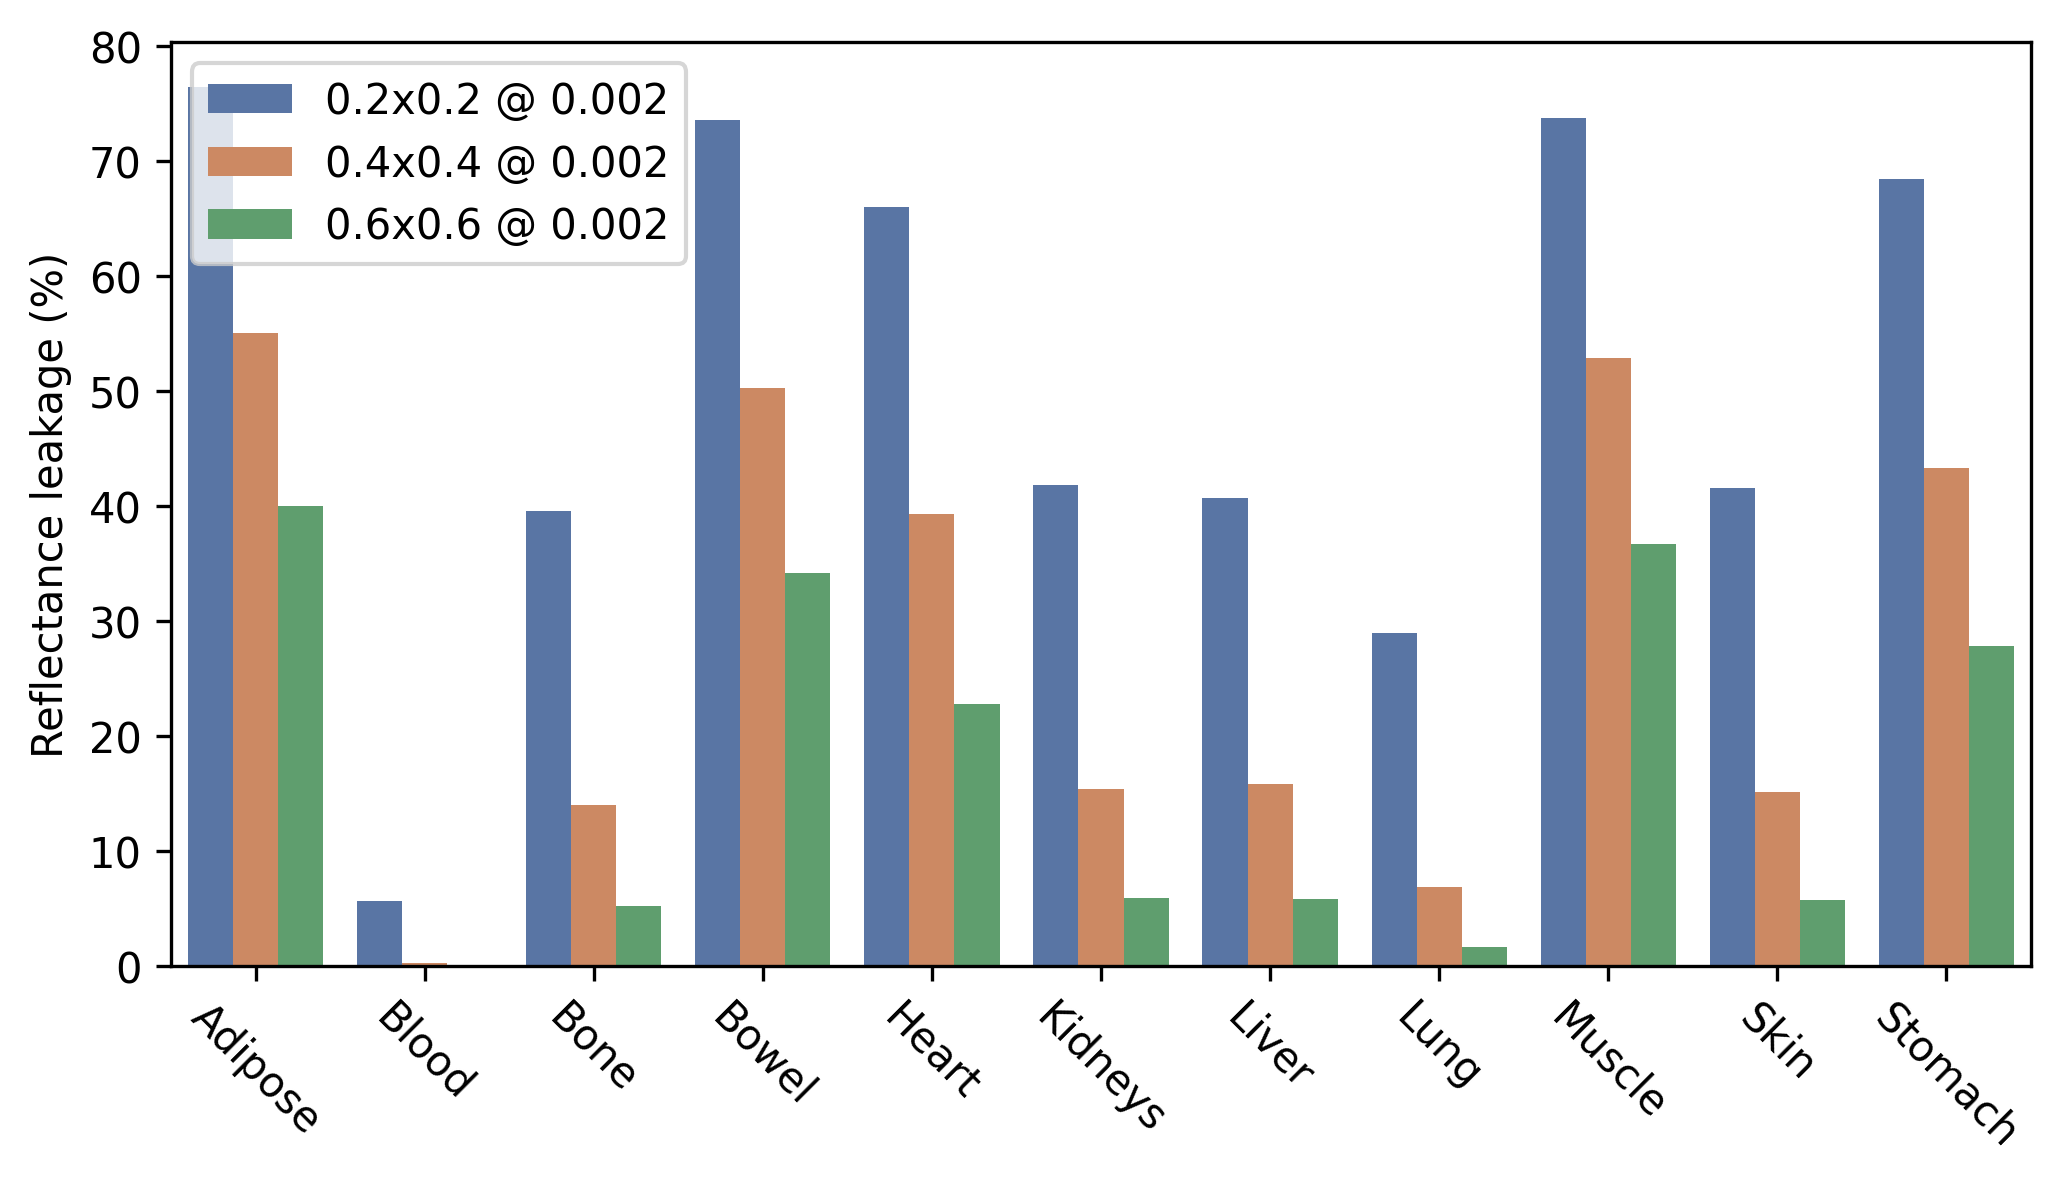 0.2x0.2 @ 0.002
0.4x0.4 @ 0.002
0.6x0.6 @ 0.002
Reflectance leakage (%)
80
70
60
50
40
30
20
10
0
Adipose
Blood
Bone
Bowel
Heart
Kidneys
Liver
Lung
Muscle
Skin
Stomach